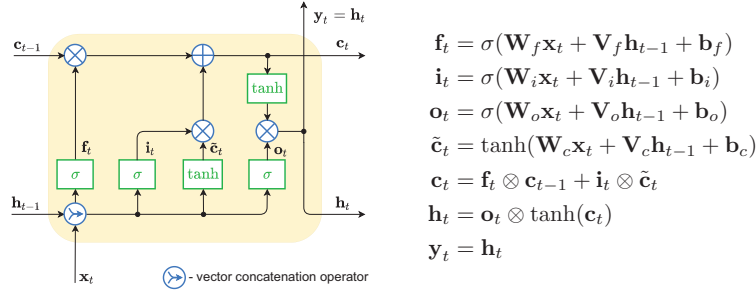 y_t = h_t
c_{t-1}
c_t
tanh
f_t
i_t
c̃_t
o_t
σ
σ
tanh
σ
h_{t-1}
h_t
x_t
- vector concatenation operator
f_t = σ(W_f x_t + V_f h_{t-1} + b_f)
i_t = σ(W_i x_t + V_i h_{t-1} + b_i)
o_t = σ(W_o x_t + V_o h_{t-1} + b_o)
c̃_t = tanh(W_c x_t + V_c h_{t-1} + b_c)
c_t = f_t ⊗ c_{t-1} + i_t ⊗ c̃_t
h_t = o_t ⊗ tanh(c_t)
y_t = h_t